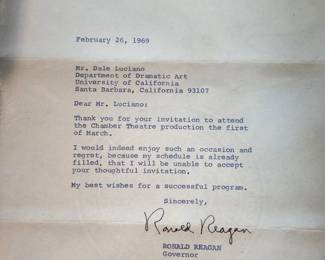 February 26, 1969
Mr. Dale Luciano
Department of Dramatic Art
University of California
Santa Barbara, California 93107
Dear Mr. Luciano:
Thank you for your invitation to attend
the Chamber Theatre production the first
of March.
I would indeed enjoy such an occasion and
regret, because my schedule is already
filled, that I will be unable to accept
your thoughtful invitation.
My best wishes for a successful program.
Sincerely,
Ronald Reagan
RONALD REAGAN
Governor